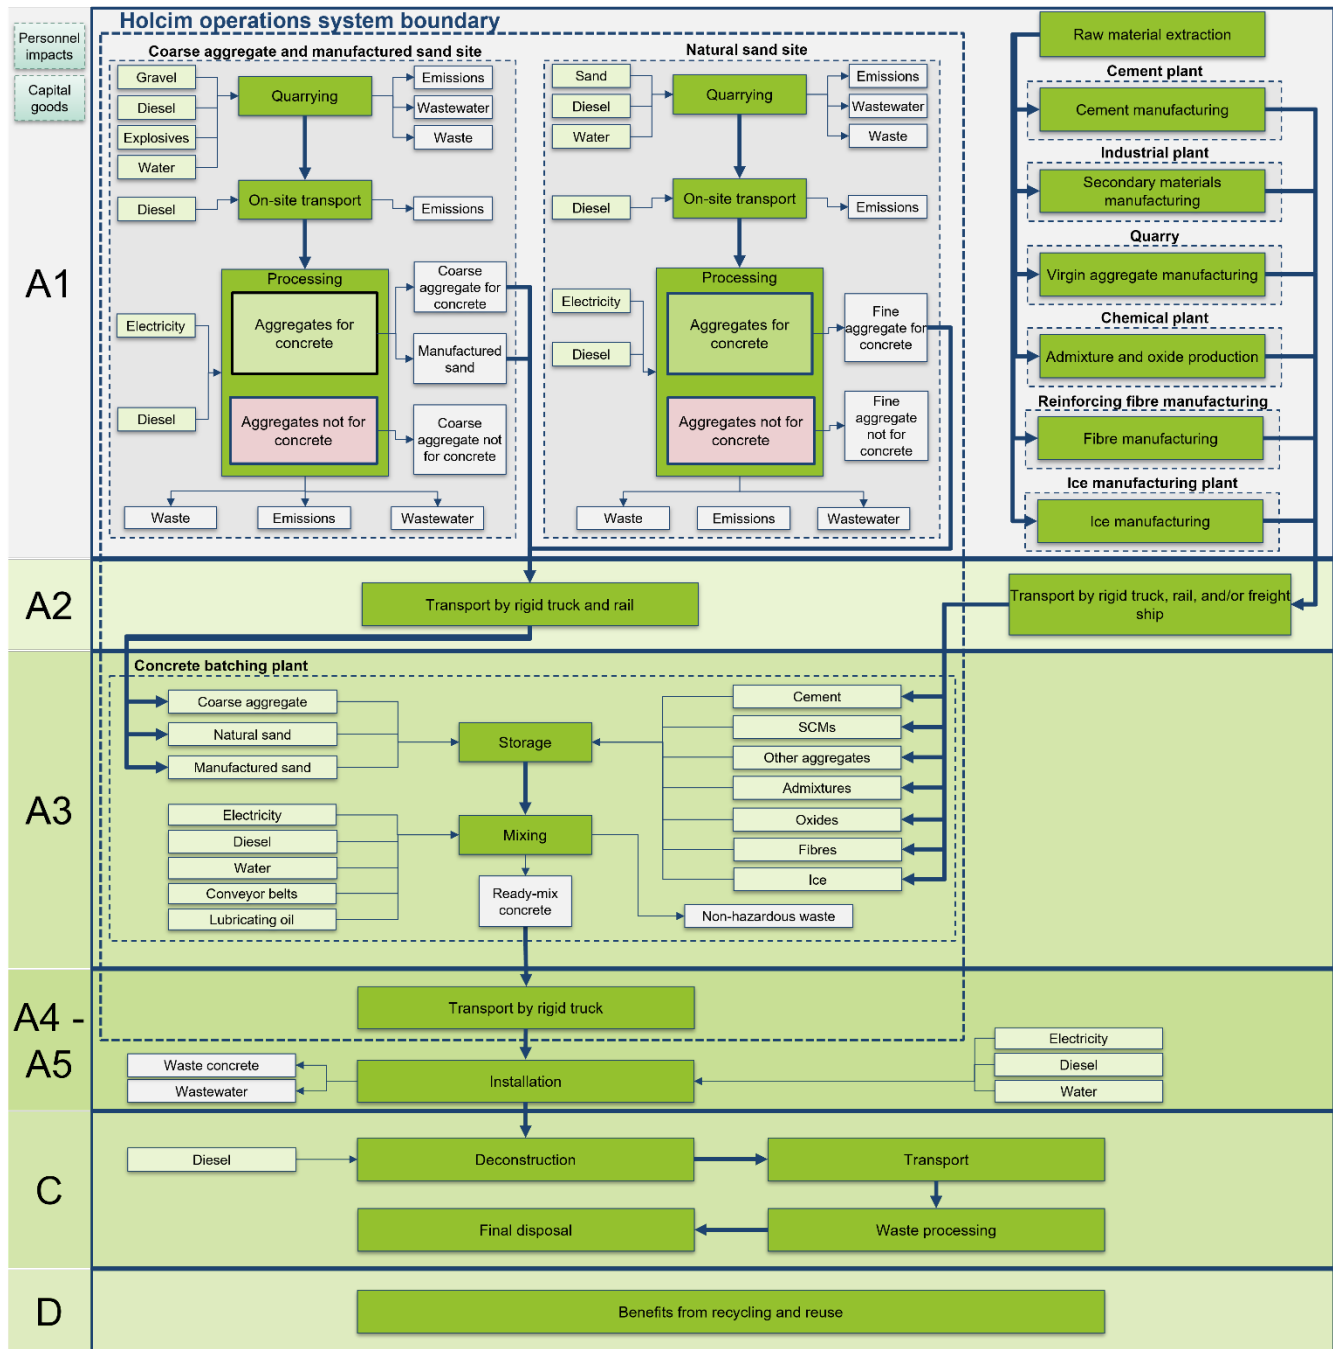 Holcim operations system boundary
Personnel
impacts
Capital
goods
A1
Coarse aggregate and manufactured sand site
Gravel
Diesel
Explosives
Water
Quarrying
Emissions
Wastewater
Waste
Diesel
On-site transport
Emissions
Processing
Electricity
Diesel
Aggregates for
concrete
Aggregates not for
concrete
Coarse
aggregate for
concrete
Manufactured
sand
Coarse
aggregate not
for concrete
Waste
Emissions
Wastewater
Natural sand site
Sand
Diesel
Water
Quarrying
Emissions
Wastewater
Waste
Diesel
On-site transport
Emissions
Processing
Electricity
Diesel
Aggregates for
concrete
Aggregates not for
concrete
Fine
aggregate for
concrete
Fine
aggregate
not for
concrete
Waste
Emissions
Wastewater
Raw material extraction
Cement plant
Cement manufacturing
Industrial plant
Secondary materials
manufacturing
Quarry
Virgin aggregate manufacturing
Chemical plant
Admixture and oxide production
Reinforcing fibre manufacturing
Fibre manufacturing
Ice manufacturing plant
Ice manufacturing
A2
Transport by rigid truck and rail
Transport by rigid truck, rail, and/or freight
ship
A3
Concrete batching plant
Coarse aggregate
Natural sand
Manufactured sand
Electricity
Diesel
Water
Conveyor belts
Lubricating oil
Storage
Mixing
Ready-mix
concrete
Cement
SCMs
Other aggregates
Admixtures
Oxides
Fibres
Ice
Non-hazardous waste
A4 -
A5
Transport by rigid truck
Waste concrete
Wastewater
Installation
Electricity
Diesel
Water
C
Diesel
Deconstruction
Transport
Final disposal
Waste processing
D
Benefits from recycling and reuse